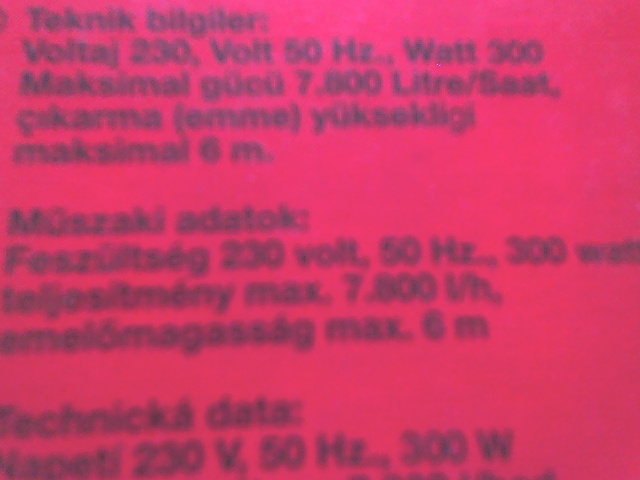 Teknik bilgiler:
Voltaj 230, Volt 50 Hz., Watt 300
Maksimal gücü 7.800 Litre/Saat,
çıkarma (emme) yüksekligi
maksimal 6 m.
Műszaki adatok:
Feszültség 230 volt, 50 Hz., 300 watt
teljesitmény max. 7.800 l/h,
emelőmagasság max. 6 m
Technická data:
Napetí 230 V, 50 Hz., 300 W